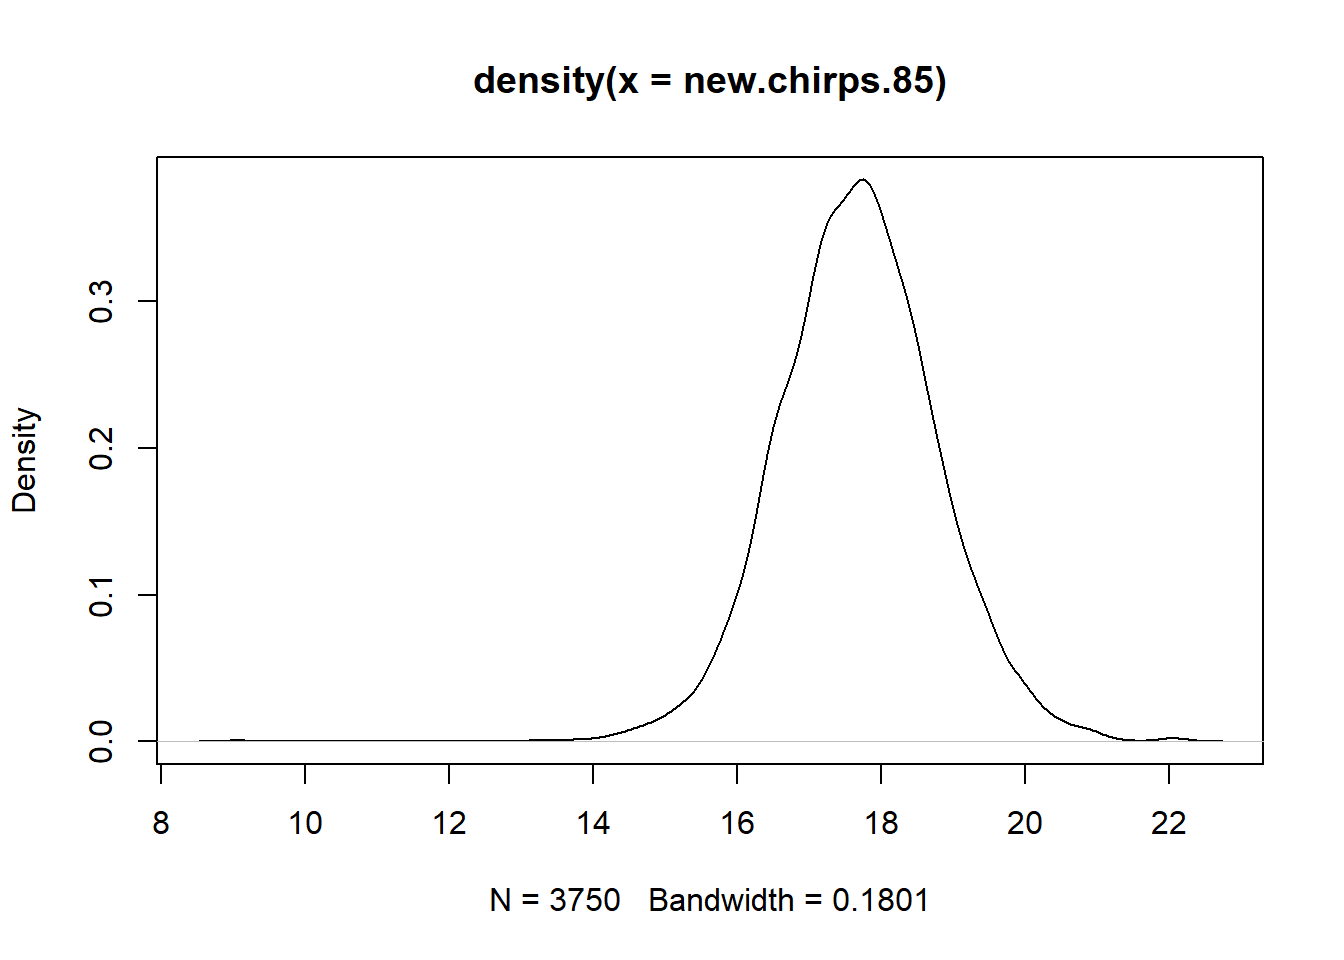 density(x = new.chirps.85)
Density
0.0 0.1 0.2 0.3
8 10 12 14 16 18 20 22
N = 3750 Bandwidth = 0.1801